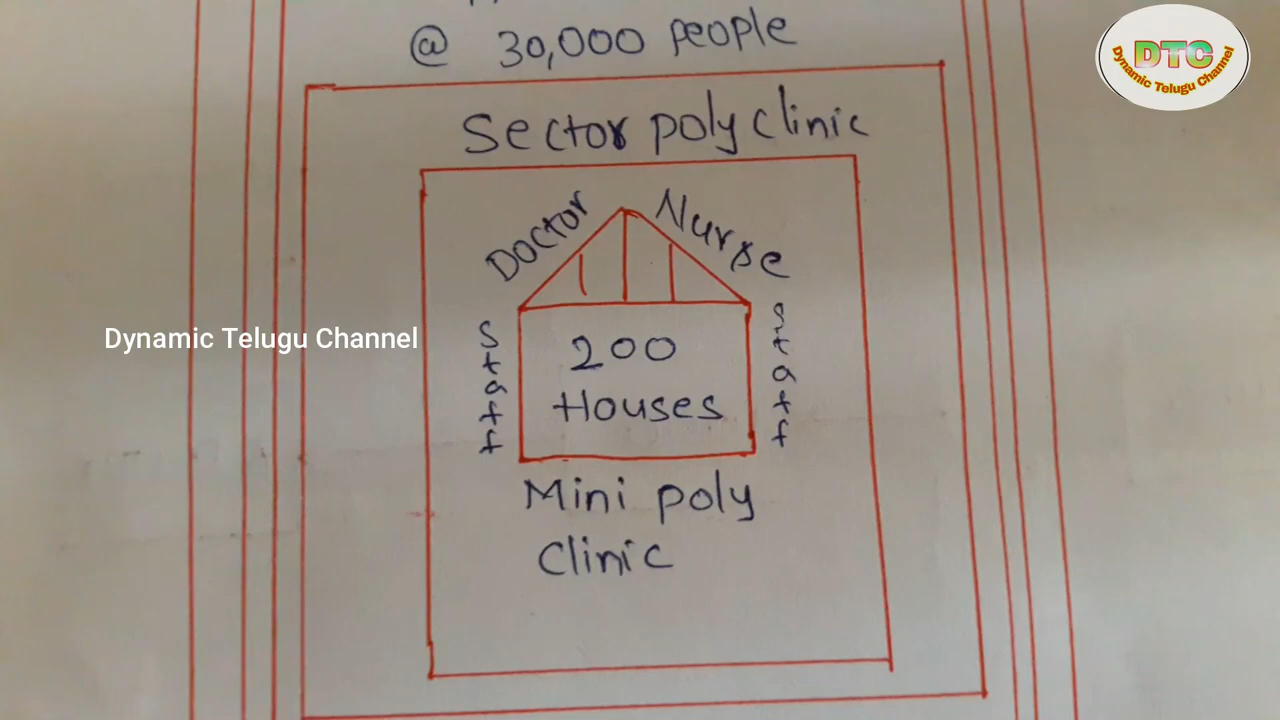 @ 30,000 people
DTC
Dynamic Telugu Channel
Sector poly clinic
Doctor
Nurse
Staff
Staff
Dynamic Telugu Channel
200
Houses
Mini poly
Clinic